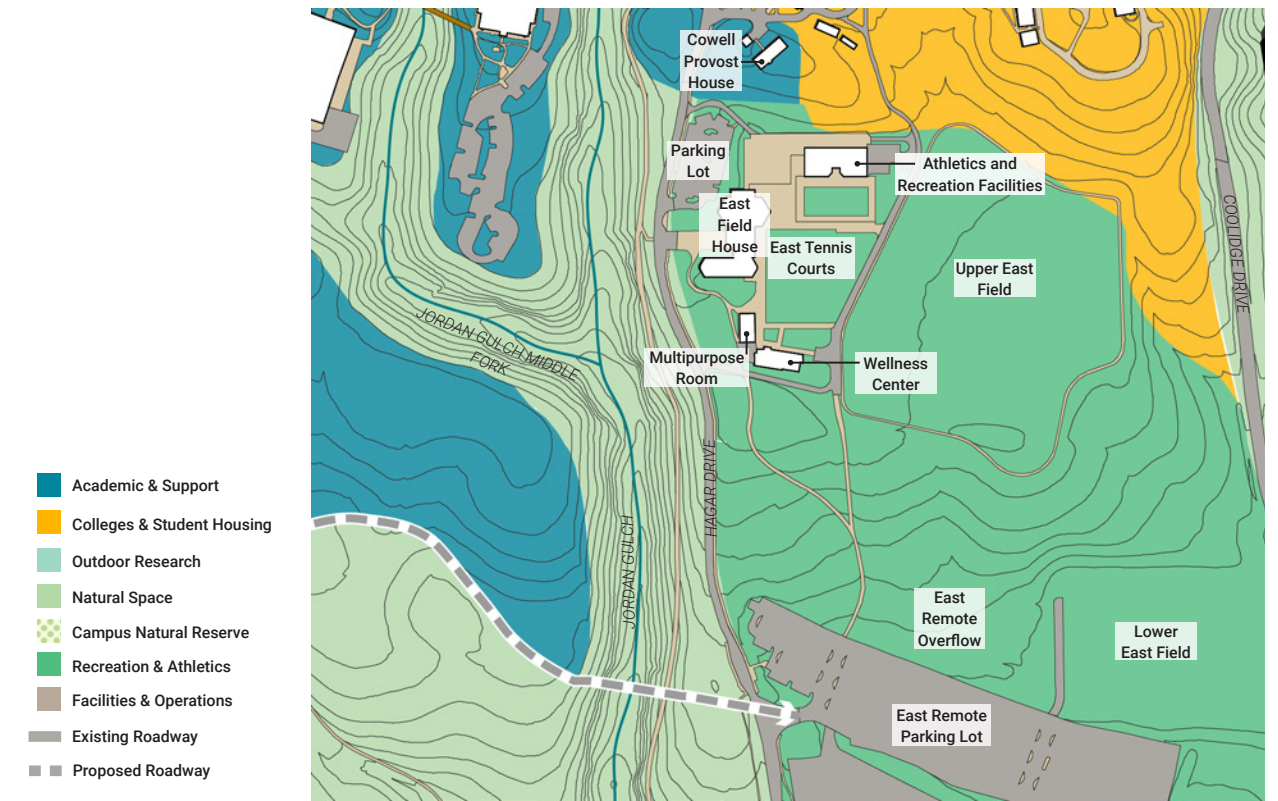 Cowell
Provost
House
Parking
Lot
Athletics and
Recreation Facilities
East
Field
House
East Tennis
Courts
Upper East
Field
COOLIDGE DRIVE
JORDAN GULCH MIDDLE
FORK
Multipurpose
Room
Wellness
Center
HAGAR DRIVE
JORDAN GULCH
East
Remote
Overflow
Lower
East Field
East Remote
Parking Lot
Academic & Support
Colleges & Student Housing
Outdoor Research
Natural Space
Campus Natural Reserve
Recreation & Athletics
Facilities & Operations
Existing Roadway
Proposed Roadway